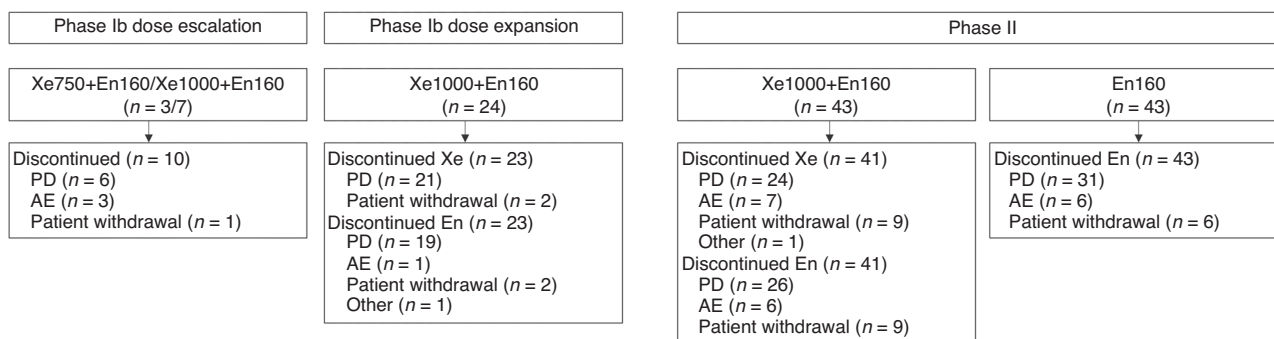 Phase Ib dose escalation
Xe750+En160/Xe1000+En160
(n = 3/7)
Discontinued (n = 10)
PD (n = 6)
AE (n = 3)
Patient withdrawal (n = 1)
Phase Ib dose expansion
Xe1000+En160
(n = 24)
Discontinued Xe (n = 23)
PD (n = 21)
Patient withdrawal (n = 2)
Discontinued En (n = 23)
PD (n = 19)
AE (n = 1)
Patient withdrawal (n = 2)
Other (n = 1)
Phase II
Xe1000+En160
(n = 43)
Discontinued Xe (n = 41)
PD (n = 24)
AE (n = 7)
Patient withdrawal (n = 9)
Other (n = 1)
Discontinued En (n = 41)
PD (n = 26)
AE (n = 6)
Patient withdrawal (n = 9)
En160
(n = 43)
Discontinued En (n = 43)
PD (n = 31)
AE (n = 6)
Patient withdrawal (n = 6)